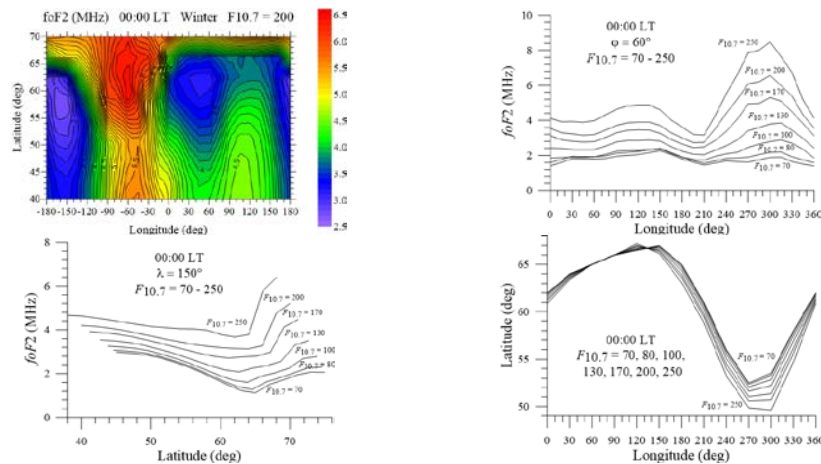 foF2 (MHz) 00:00 LT Winter F10.7 = 200
Latitude (deg)
70
65
60
55
50
45
40
-180 -150 -120 -90 -60 -30 0 30 60 90 120 150 180
Longitude (deg)
6.5
6.0
5.5
5.0
4.5
4.0
3.5
3.0
2.5
00:00 LT
φ = 60°
F10.7 = 70 - 250
foF2 (MHz)
10
8
6
4
2
0
F10.7 = 250
F10.7 = 200
F10.7 = 170
F10.7 = 130
F10.7 = 100
F10.7 = 80
F10.7 = 70
0 30 60 90 120 150 180 210 240 270 300 330 360
Longitude (deg)
00:00 LT
λ = 150°
F10.7 = 70 - 250
foF2 (MHz)
8
6
4
2
0
F10.7 = 250
F10.7 = 200
F10.7 = 170
F10.7 = 130
F10.7 = 100
F10.7 = 80
F10.7 = 70
40 50 60 70
Latitude (deg)
Latitude (deg)
65
60
55
50
00:00 LT
F10.7 = 70, 80, 100,
130, 170, 200, 250
F10.7 = 70
F10.7 = 250
0 30 60 90 120 150 180 210 240 270 300 330 360
Longitude (deg)